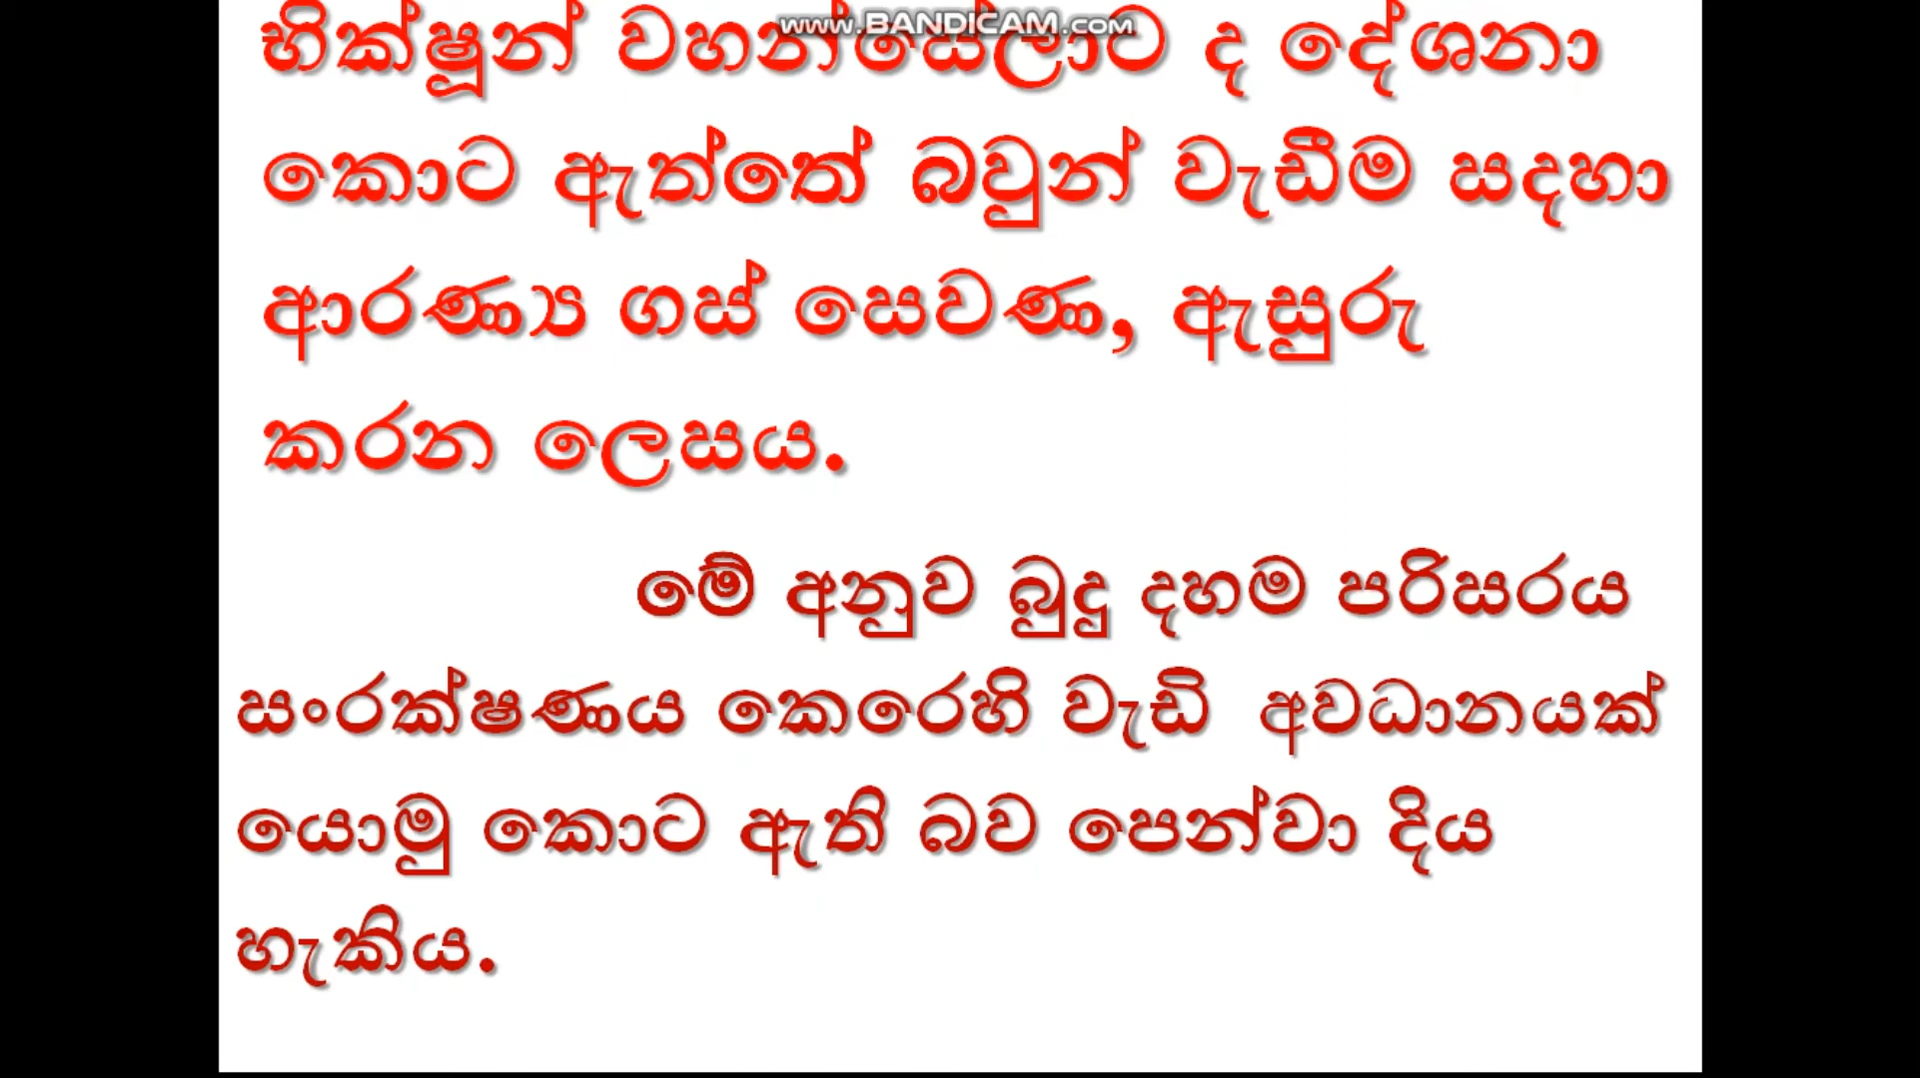 www.BANDICAM.com
භික්ෂූන් වහන්සේලාට ද දේශනා
කොට ඇත්තේ බවුන් වැඩීම සදහා
ආරණ්‍ය ගස් සෙවණ, ඇසුරු
කරන ලෙසය.
මේ අනුව බුදු දහම පරිසරය
සංරක්ෂණය කෙරෙහි වැඩි අවධානයක්
යොමු කොට ඇති බව පෙන්වා දිය
හැකිය.